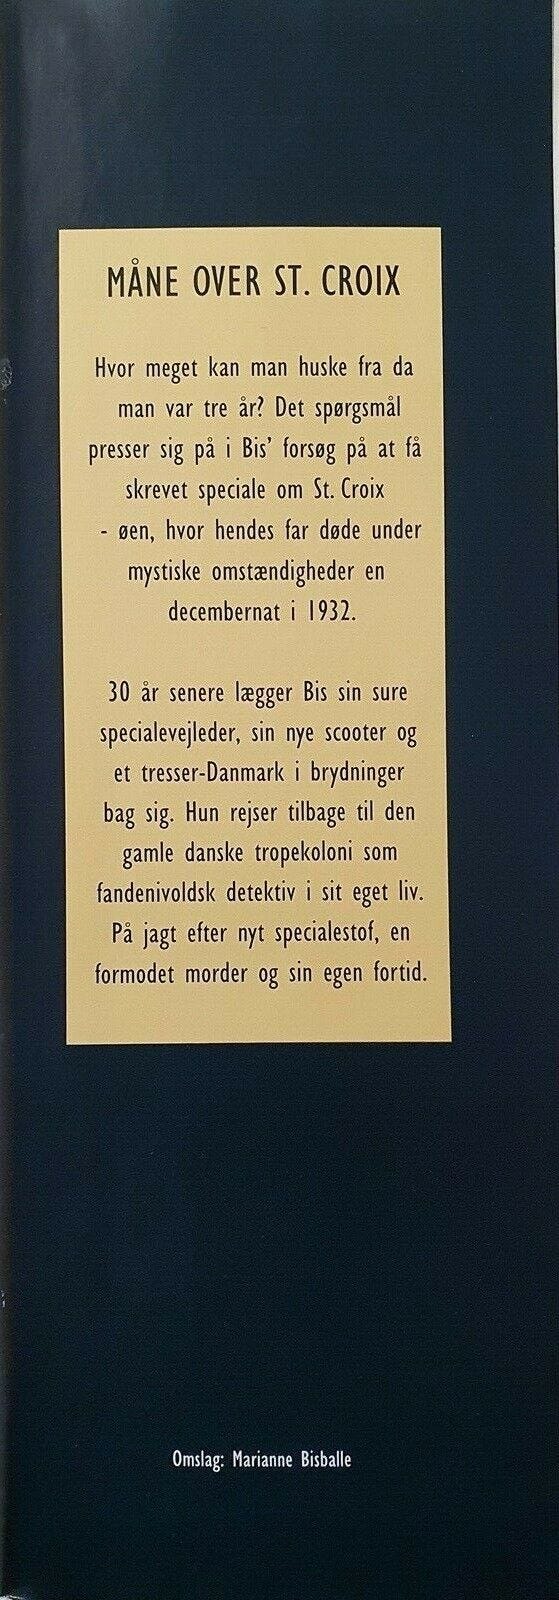 MÅNE OVER ST. CROIX
Hvor meget kan man huske fra da
man var tre år? Det spørgsmål
presser sig på i Bis' forsøg på at få
skrevet speciale om St. Croix
- øen, hvor hendes far døde under
mystiske omstændigheder en
decembernat i 1932.
30 år senere lægger Bis sin sure
specialevejleder, sin nye scooter og
et tresser-Danmark i brydninger
bag sig. Hun rejser tilbage til den
gamle danske tropekoloni som
fandenivoldsk detektiv i sit eget liv.
På jagt efter nyt specialestof, en
formodet morder og sin egen fortid.
Omslag: Marianne Bisballe